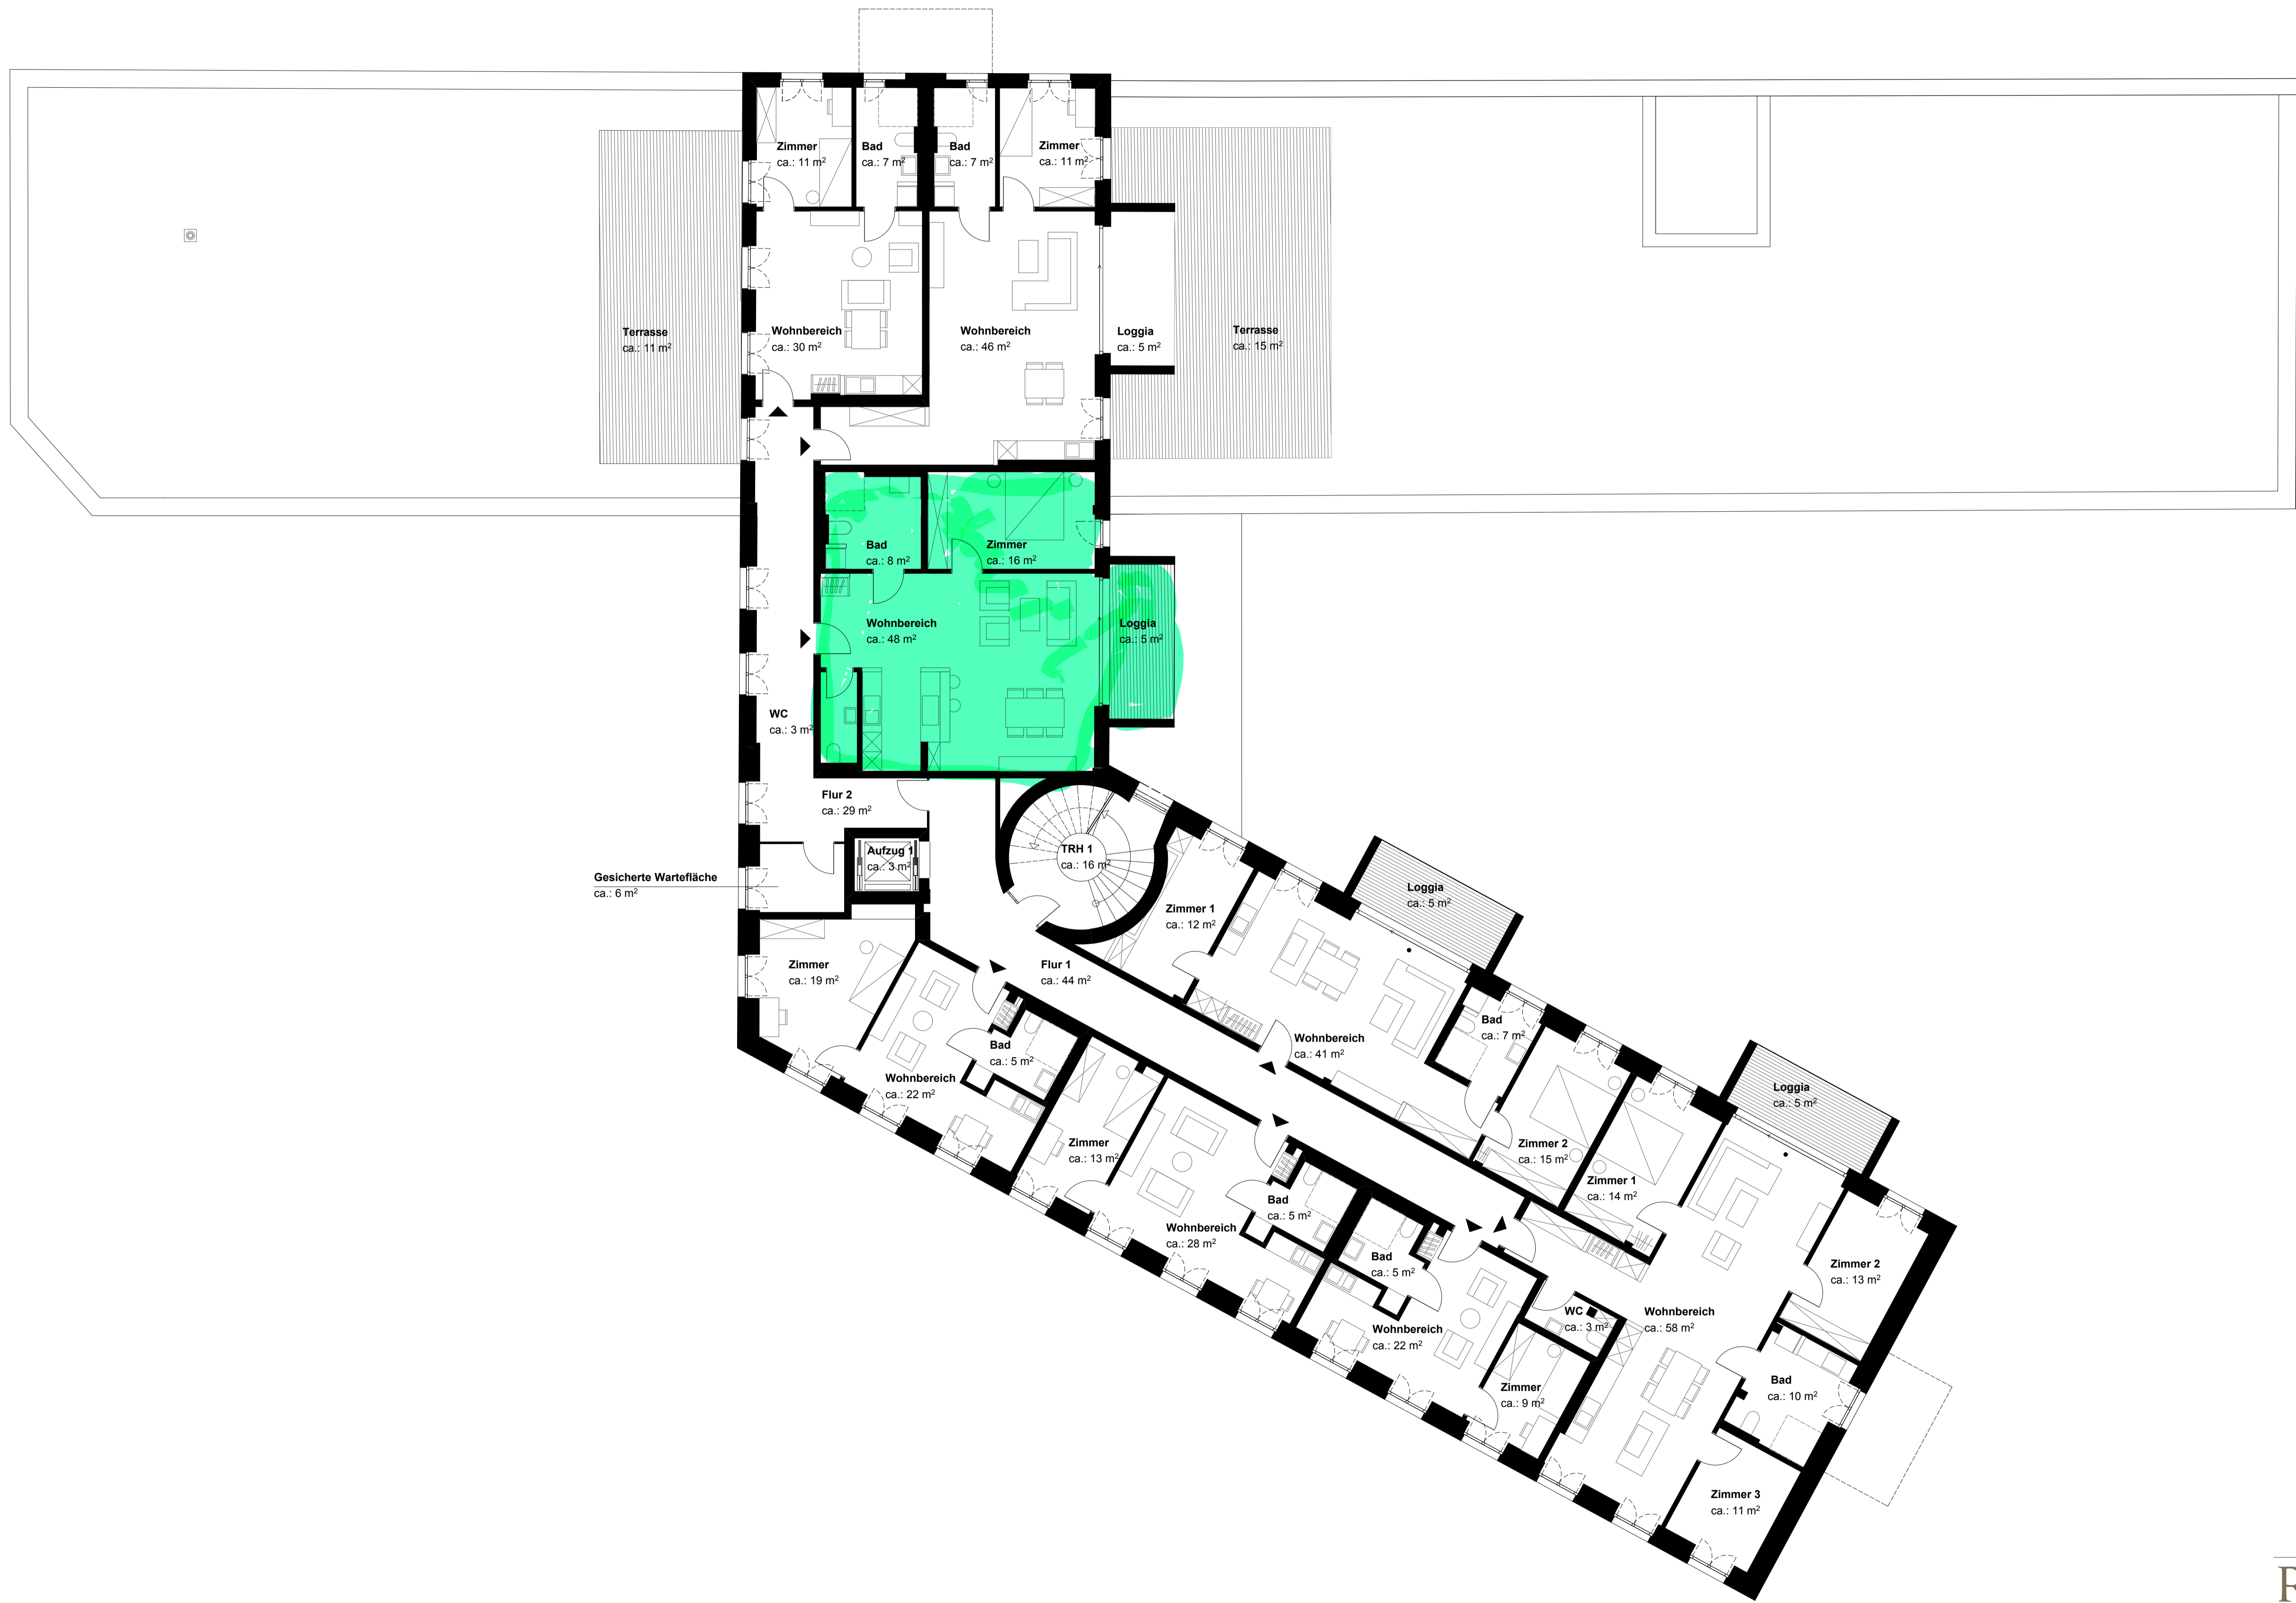 Zimmer
ca.: 11 m²
Bad
ca.: 7 m²
Bad
ca.: 7 m²
Zimmer
ca.: 11 m²
Terrasse
ca.: 11 m²
Wohnbereich
ca.: 30 m²
Wohnbereich
ca.: 46 m²
Loggia
ca.: 5 m²
Terrasse
ca.: 15 m²
Bad
ca.: 8 m²
Zimmer
ca.: 16 m²
Wohnbereich
ca.: 48 m²
Loggia
ca.: 5 m²
WC
ca.: 3 m²
Flur 2
ca.: 29 m²
Aufzug 1
ca.: 3 m²
TRH 1
ca.: 16 m²
Gesicherte Wartefläche
ca.: 6 m²
Loggia
ca.: 5 m²
Zimmer 1
ca.: 12 m²
Zimmer
ca.: 19 m²
Flur 1
ca.: 44 m²
Bad
ca.: 5 m²
Wohnbereich
ca.: 41 m²
Bad
ca.: 7 m²
Wohnbereich
ca.: 22 m²
Loggia
ca.: 5 m²
Zimmer
ca.: 13 m²
Zimmer 2
ca.: 15 m²
Zimmer 1
ca.: 14 m²
Bad
ca.: 5 m²
Wohnbereich
ca.: 28 m²
Bad
ca.: 5 m²
Zimmer 2
ca.: 13 m²
WC
ca.: 3 m²
Wohnbereich
ca.: 58 m²
Wohnbereich
ca.: 22 m²
Zimmer
ca.: 9 m²
Bad
ca.: 10 m²
Zimmer 3
ca.: 11 m²